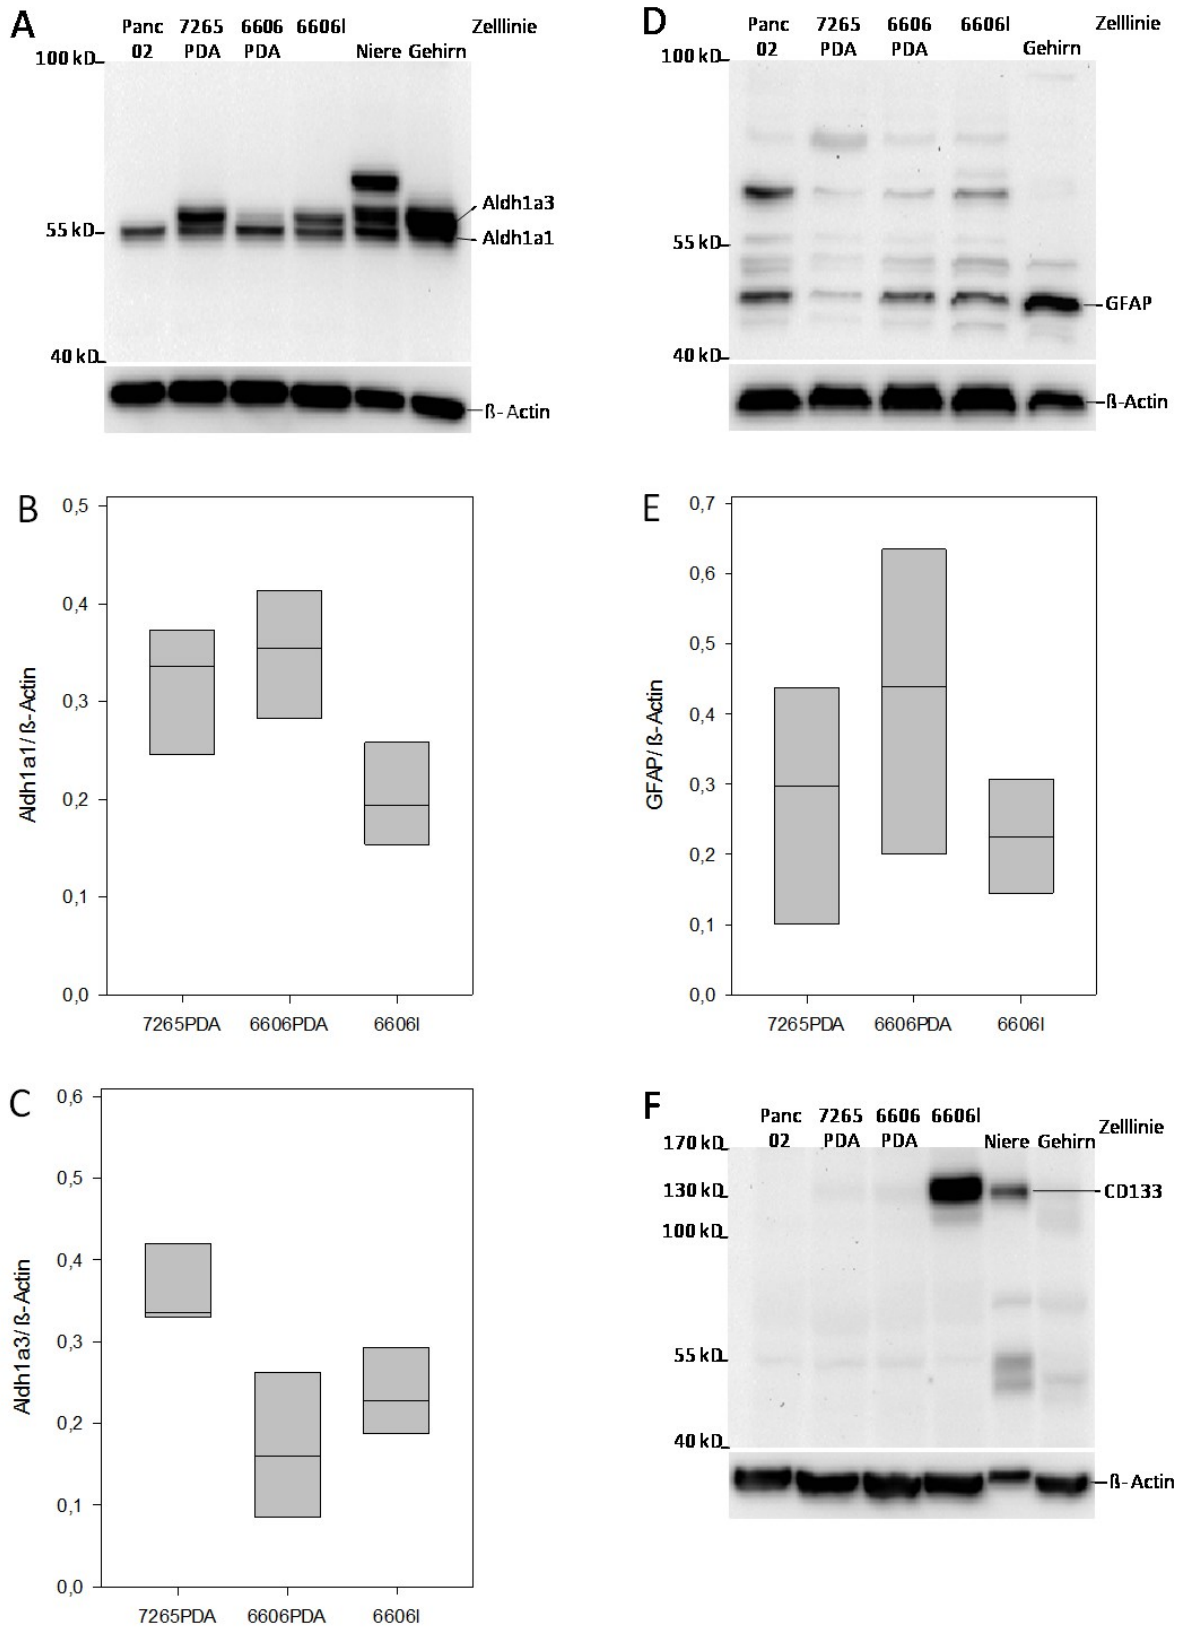 A
Panc 7265 6606 6606I Zelllinie
02 PDA PDA Niere Gehirn
100 kD
Aldh1a3
55 kD
Aldh1a1
40 kD
ß-Actin
D
Panc 7265 6606 6606I Zelllinie
02 PDA PDA Gehirn
100 kD
55 kD
GFAP
40 kD
ß-Actin
B
Aldh1a1/ ß-Actin
0,5
0,4
0,3
0,2
0,1
0,0
7265PDA 6606PDA 6606I
E
GFAP/ ß-Actin
0,7
0,6
0,5
0,4
0,3
0,2
0,1
0,0
7265PDA 6606PDA 6606I
C
Aldh1a3/ ß-Actin
0,6
0,5
0,4
0,3
0,2
0,1
0,0
7265PDA 6606PDA 6606I
F
Panc 7265 6606 6606I Zelllinie
02 PDA PDA Niere Gehirn
170 kD
130 kD
CD133
100 kD
55 kD
40 kD
ß-Actin